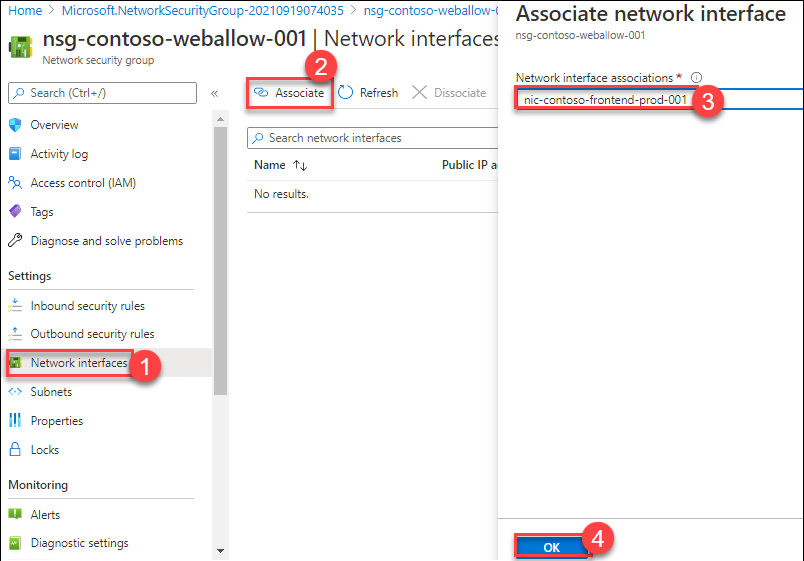 Home > Microsoft.NetworkSecurityGroup-20210919074035 > nsg-contoso-weballow-0
nsg-contoso-weballow-001 | Network interfaces
Network security group
Search (Ctrl+/)
«
Overview
Activity log
Access control (IAM)
Tags
Diagnose and solve problems
Settings
Inbound security rules
Outbound security rules
Network interfaces
1
Subnets
Properties
Locks
Monitoring
Alerts
Diagnostic settings
2
Associate
Refresh
Dissociate
Search network interfaces
Name ↑↓ Public IP a
No results.
Associate network interface
nsg-contoso-weballow-001
Network interface associations *
nic-contoso-frontend-prod-001
3
OK
4